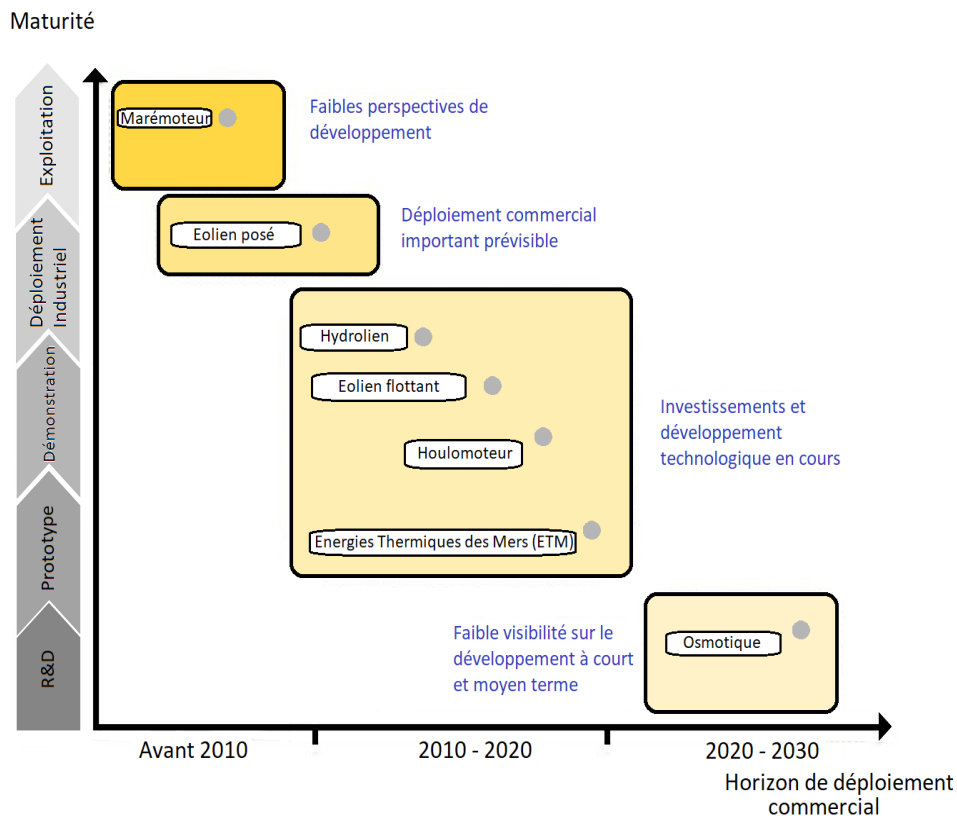 Maturité
Exploitation
Marémoteur
Faibles perspectives de
développement
Déploiement
Industriel
Eolien posé
Déploiement commercial
important prévisible
Démonstration
Hydrolien
Eolien flottant
Houlomoteur
Investissements et
développement
technologique en cours
Prototype
Energies Thermiques des Mers (ETM)
R&D
Faible visibilité sur le
développement à court
et moyen terme
Osmotique
Avant 2010
2010 - 2020
2020 - 2030
Horizon de déploiement
commercial